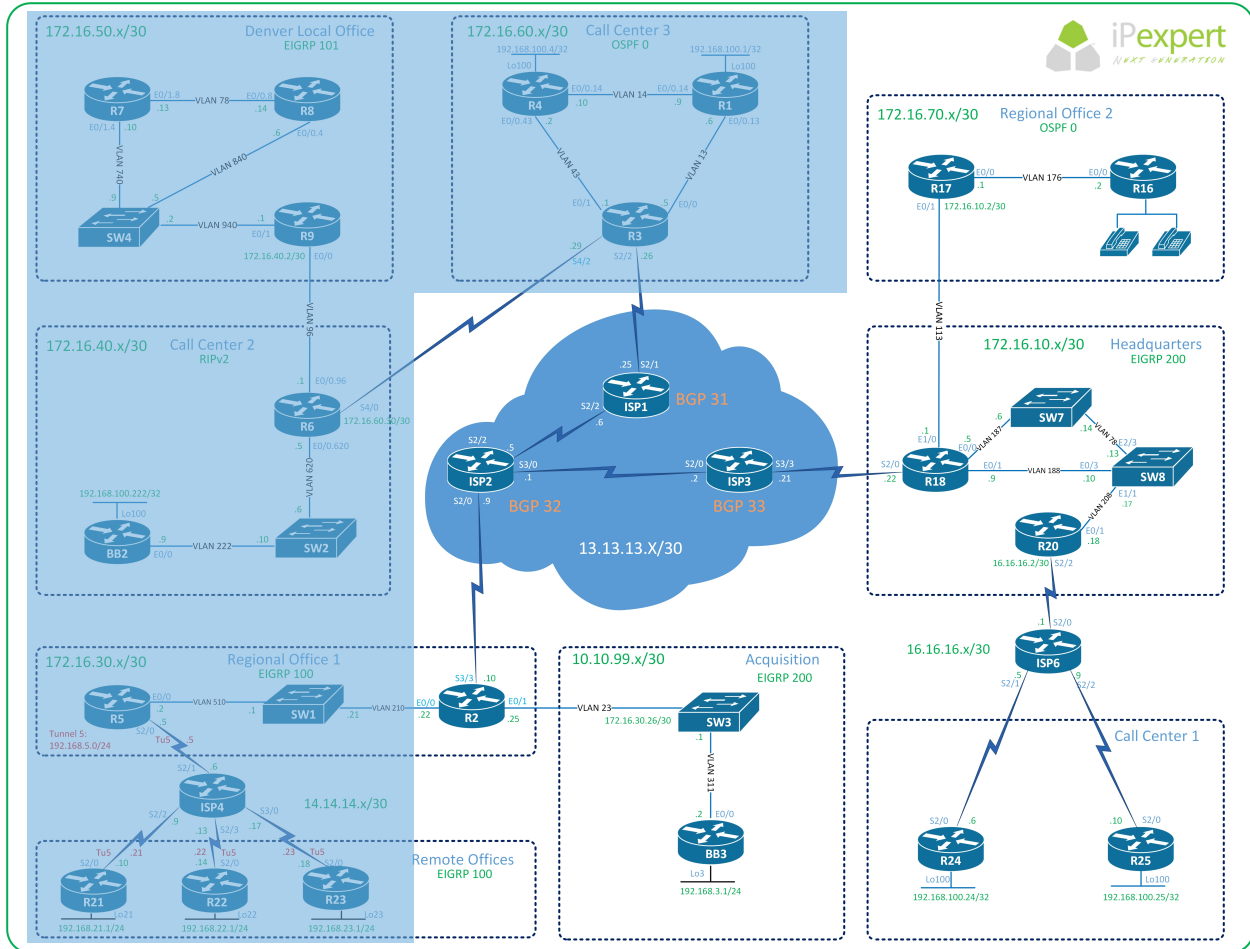 172.16.50.x/30
Denver Local Office
EIGRP 101
R7
E0/1.8
.13
VLAN 78
E0/0.8
.14
R8
E0/1.4
.10
.6
E0/0.4
VLAN 740
VLAN 840
.9
.5
SW4
.2
VLAN 940
.1
E0/1
R9
172.16.40.2/30
E0/0
VLAN 96
172.16.60.x/30
Call Center 3
OSPF 0
192.168.100.4/32
Lo100
192.168.100.1/32
Lo100
R4
E0/0.14
.10
VLAN 14
E0/0.14
.9
R1
E0/0.43
.2
.6
E0/0.13
VLAN 43
VLAN 13
E0/1
.1
.5
E0/0
R3
.29
S4/2
S2/2
.26
iPexpert
NEXT GENERATION
172.16.70.x/30
Regional Office 2
OSPF 0
R17
E0/0
.1
VLAN 176
E0/0
.2
R16
E0/1
172.16.10.2/30
VLAN 113
172.16.40.x/30
Call Center 2
RIPv2
.1
E0/0.96
R6
S4/0
172.16.60.30/30
.5
E0/0.620
VLAN 620
192.168.100.222/32
Lo100
BB2
.9
E0/0
VLAN 222
.10
.6
SW2
.25
S2/1
ISP1
BGP 31
S2/2
.6
S2/2
.5
ISP2
S3/0
.1
S2/0
.9
BGP 32
S2/0
.2
ISP3
S3/3
.21
BGP 33
13.13.13.X/30
172.16.10.x/30
Headquarters
EIGRP 200
.1
E1/0
S2/0
.22
R18
.5
E0/0
VLAN 187
.6
SW7
.14
VLAN 78
E2/3
.13
E0/1
.9
VLAN 188
E0/3
.10
SW8
E1/1
.17
VLAN 208
E0/1
.18
R20
16.16.16.2/30
S2/2
172.16.30.x/30
Regional Office 1
EIGRP 100
R5
E0/0
.2
VLAN 510
.1
SW1
.21
VLAN 210
E0/0
.22
R2
S3/3
.10
E0/1
.25
.5
S2/0
Tu5
.5
Tunnel 5:
192.168.5.0/24
S2/1
.6
ISP4
14.14.14.x/30
S2/2
.9
.13
S2/3
S3/0
.17
Tu5
.21
S2/0
.10
R21
Lo21
192.168.21.1/24
.22
Tu5
.14
S2/0
R22
Lo22
192.168.22.1/24
.23
Tu5
.18
S2/0
R23
Lo23
192.168.23.1/24
Remote Offices
EIGRP 100
10.10.99.x/30
Acquisition
EIGRP 200
VLAN 23
172.16.30.26/30
SW3
.1
VLAN 311
.2
E0/0
BB3
Lo3
192.168.3.1/24
16.16.16.x/30
.1
S2/0
ISP6
.5
S2/1
.9
S2/2
Call Center 1
S2/0
.6
R24
Lo100
192.168.100.24/32
.10
S2/0
R25
Lo100
192.168.100.25/32